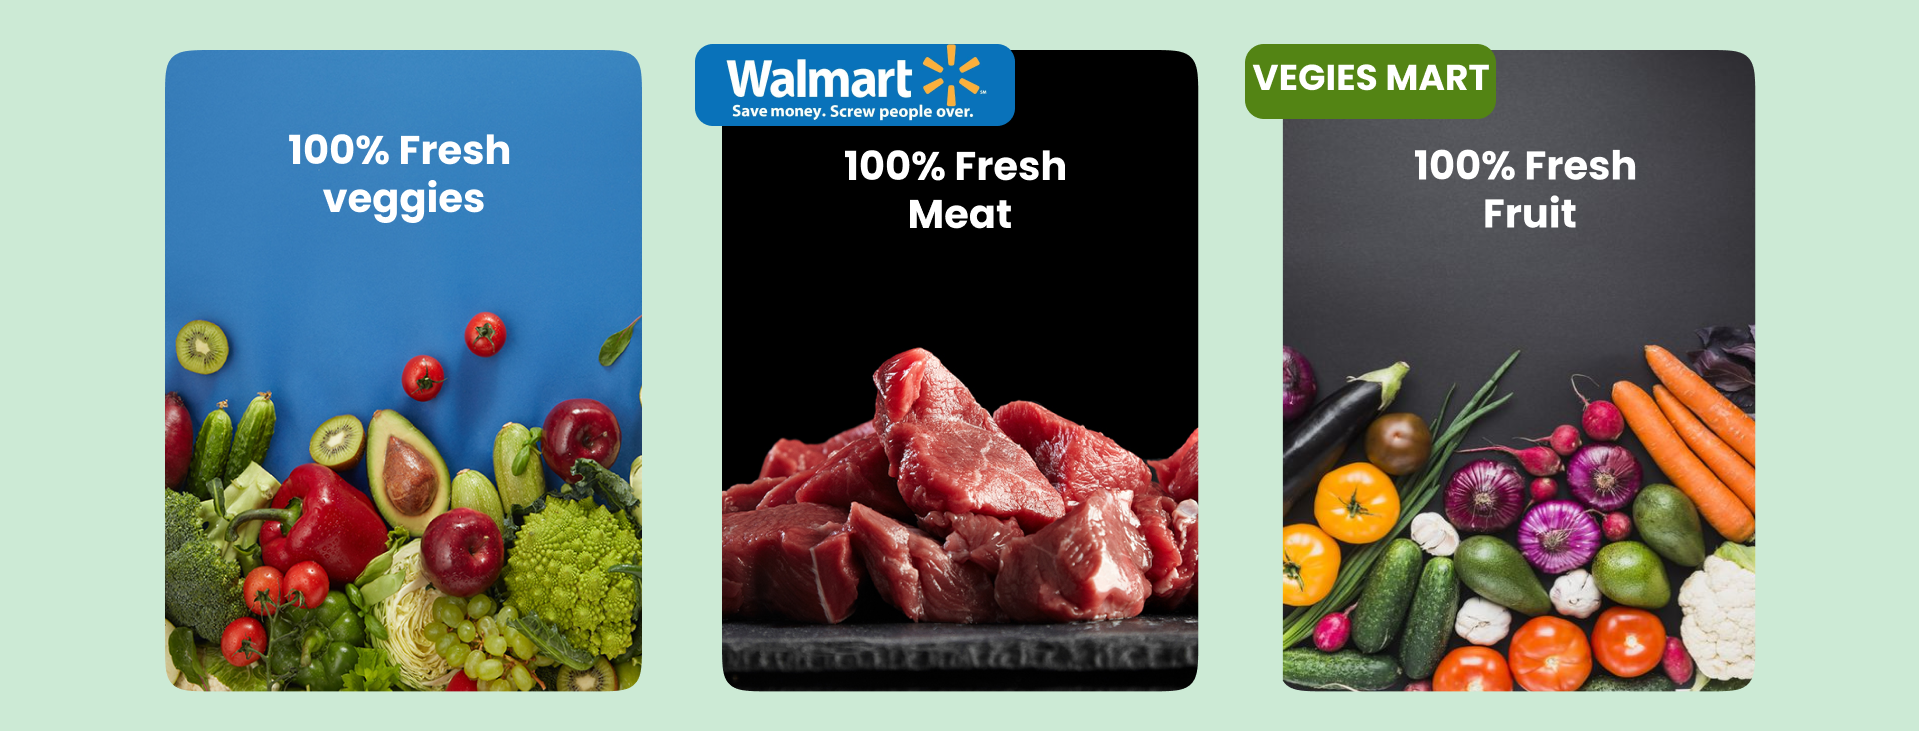 100% Fresh
veggies
Walmart
Save money. Screw people over.
100% Fresh
Meat
VEGIES MART
100% Fresh
Fruit